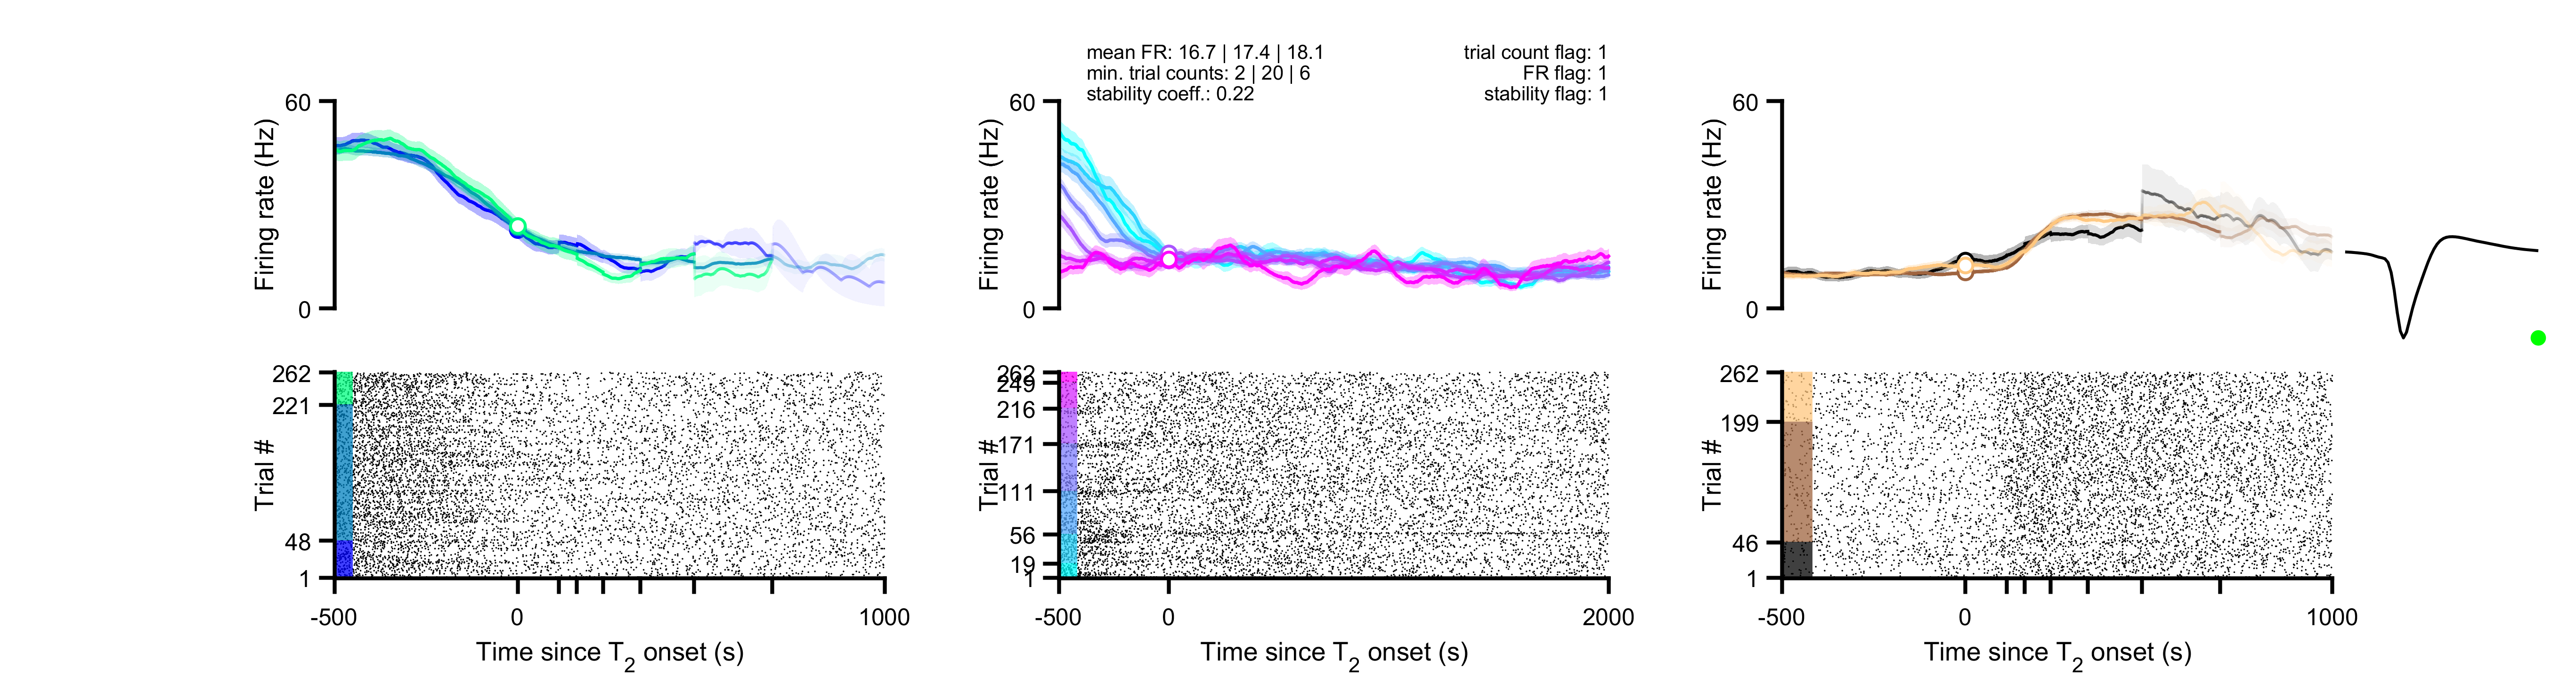 mean FR: 16.7 | 17.4 | 18.1
min. trial counts: 2 | 20 | 6
stability coeff.: 0.22
trial count flag: 1
FR flag: 1
stability flag: 1
60
Firing rate (Hz)
0
60
Firing rate (Hz)
0
60
Firing rate (Hz)
0
262
221
Trial #
48
1
-500
0
1000
Time since T2 onset (s)
262
249
216
171
Trial #
111
56
19
1
-500
0
2000
Time since T2 onset (s)
262
199
Trial #
46
1
-500
0
1000
Time since T2 onset (s)